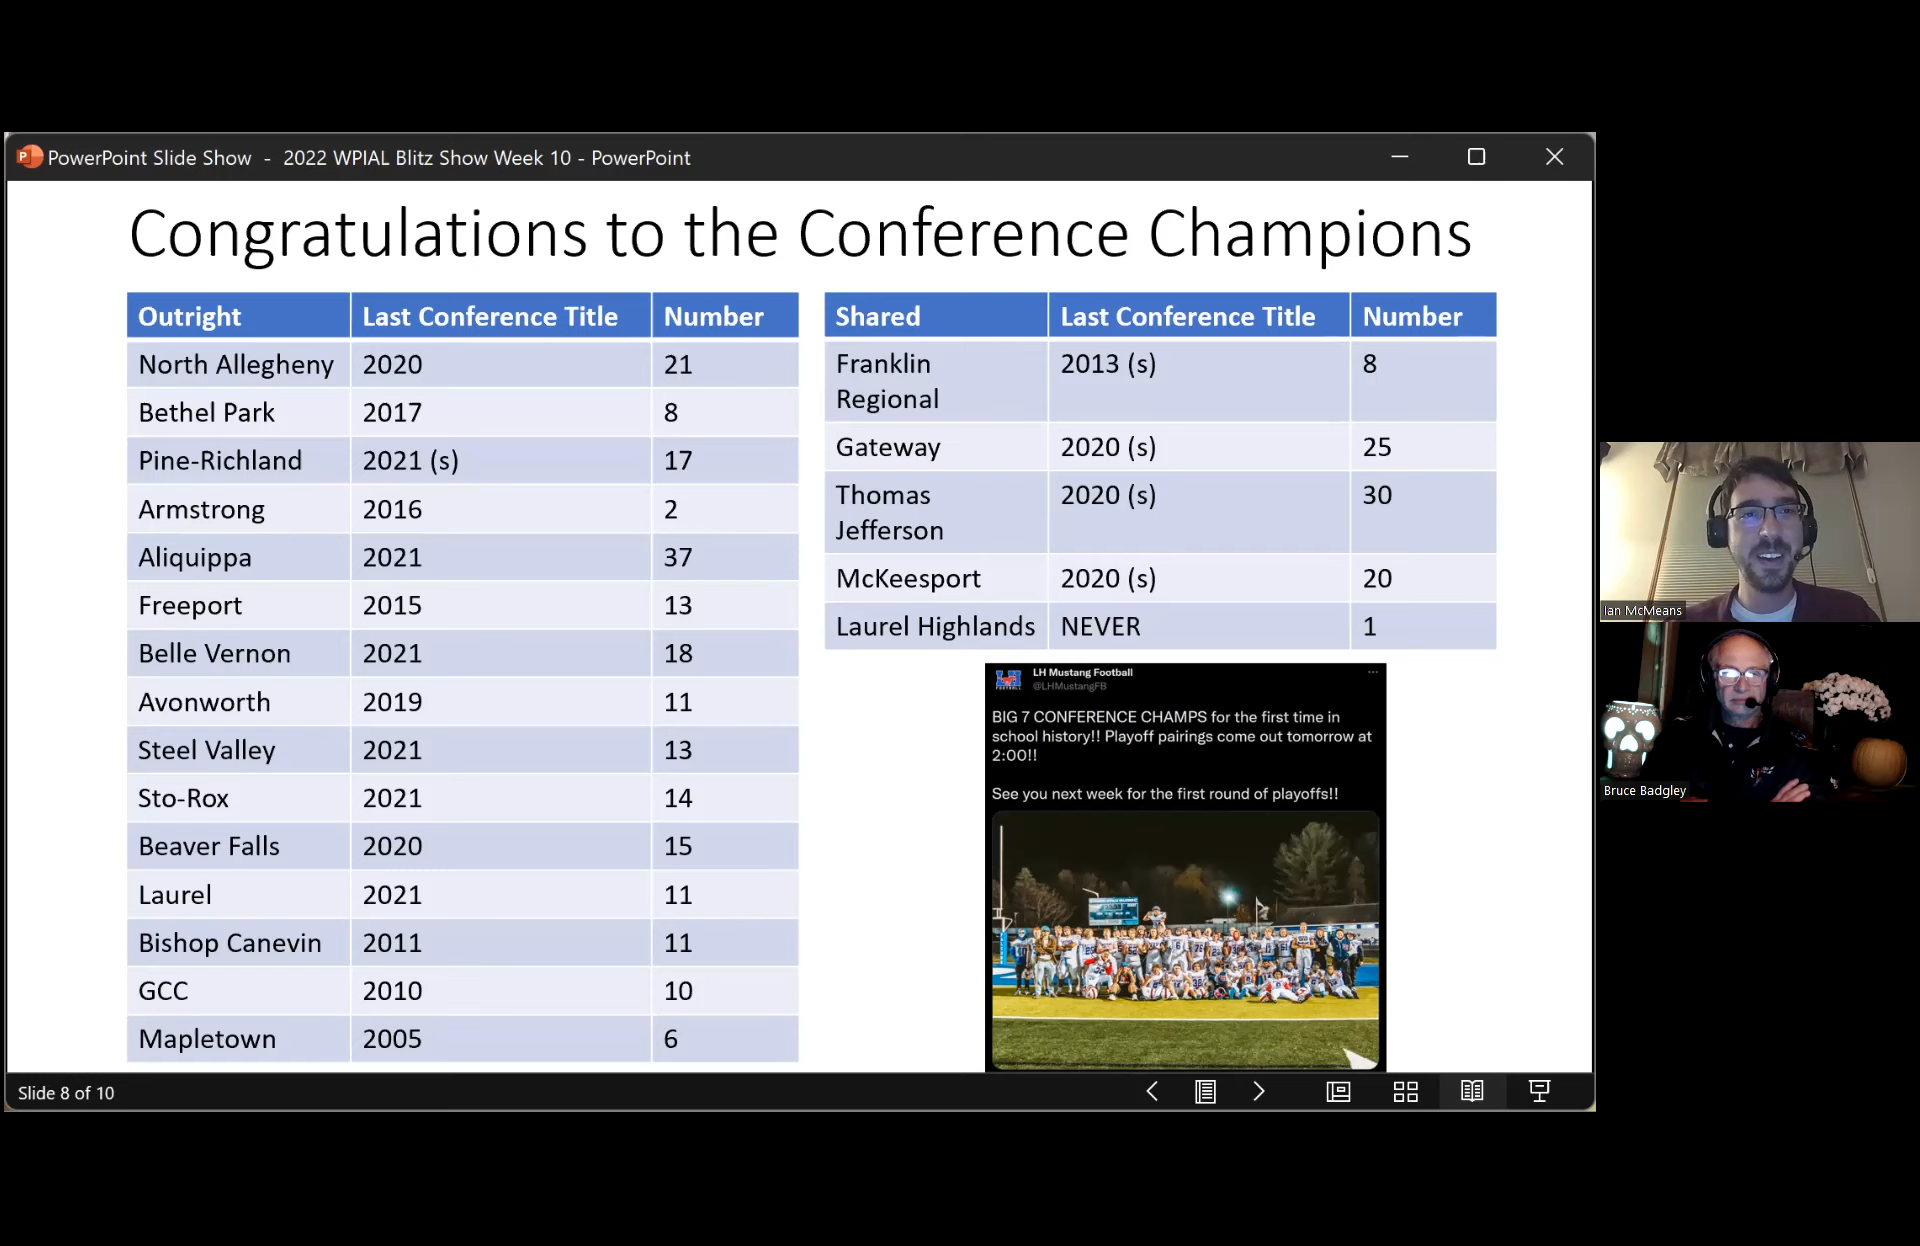 PowerPoint Slide Show - 2022 WPIAL Blitz Show Week 10 - PowerPoint
Congratulations to the Conference Champions
Outright Last Conference Title Number
North Allegheny 2020 21
Bethel Park 2017 8
Pine-Richland 2021 (s) 17
Armstrong 2016 2
Aliquippa 2021 37
Freeport 2015 13
Belle Vernon 2021 18
Avonworth 2019 11
Steel Valley 2021 13
Sto-Rox 2021 14
Beaver Falls 2020 15
Laurel 2021 11
Bishop Canevin 2011 11
GCC 2010 10
Mapletown 2005 6
Shared Last Conference Title Number
Franklin 2013 (s) 8
Regional
Gateway 2020 (s) 25
Thomas 2020 (s) 30
Jefferson
McKeesport 2020 (s) 20
Laurel Highlands NEVER 1
LH Mustang Football
@LHMustangFB
BIG 7 CONFERENCE CHAMPS for the first time in
school history!! Playoff pairings come out tomorrow at
2:00!!
See you next week for the first round of playoffs!!
Ian McMeans
Bruce Badgley
Slide 8 of 10